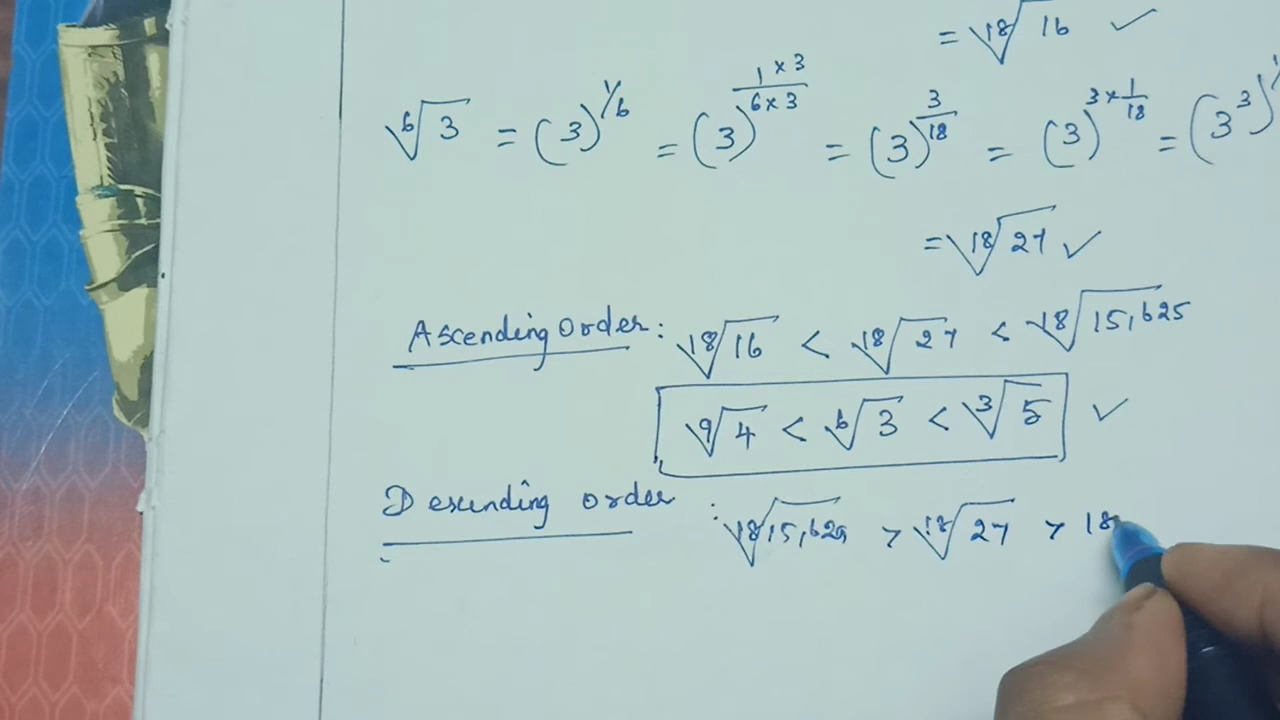 = ¹⁸√16 ✓
⁶√3 = (3)^1/6 = (3)^(1×3)/(6×3) = (3)^3/18 = (3)^3×1/18 = (3³)^1/
= ¹⁸√27 ✓
Ascending Order : ¹⁸√16 < ¹⁸√27 < ¹⁸√15,625
⁹√4 < ⁶√3 < ³√5 ✓
Descending order : ¹⁸√15,625 > ¹⁸√27 > 18